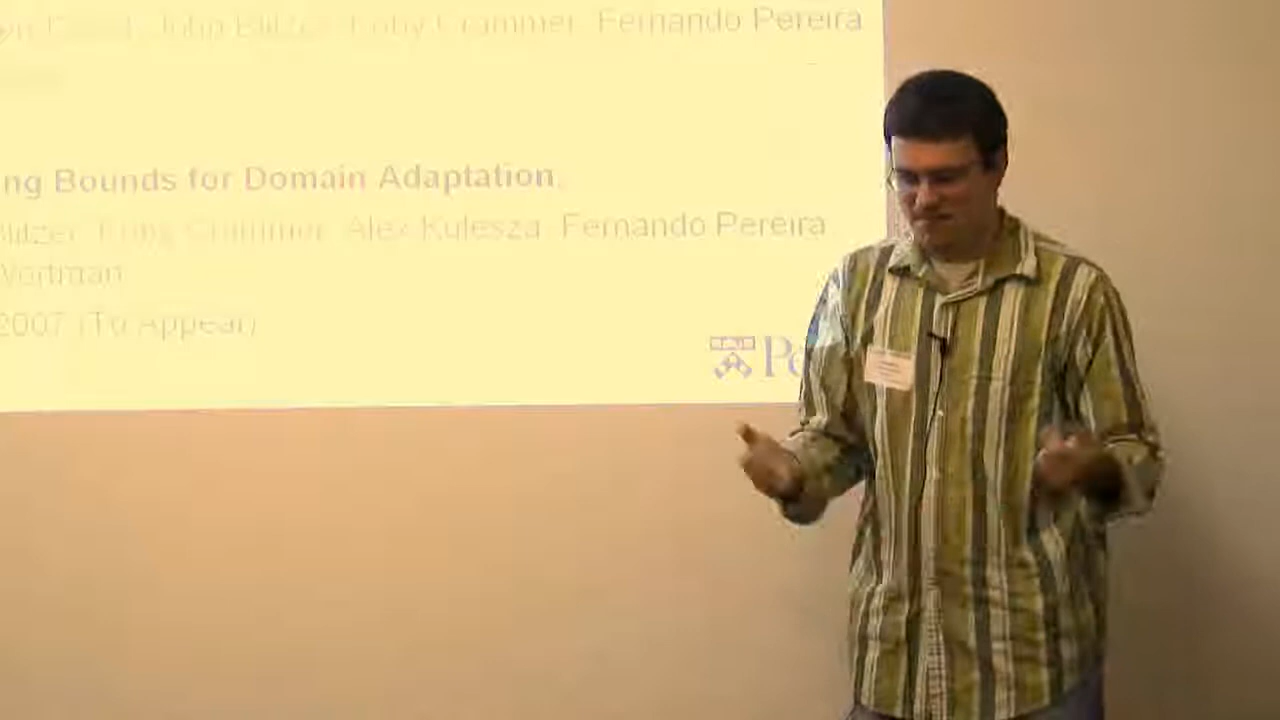 John Blitzer, Koby Crammer, Fernando Pereira
ng Bounds for Domain Adaptation.
Blitzer, Koby Crammer, Alex Kulesza, Fernando Pereira
Wortman
2007 (To Appear)
Pe